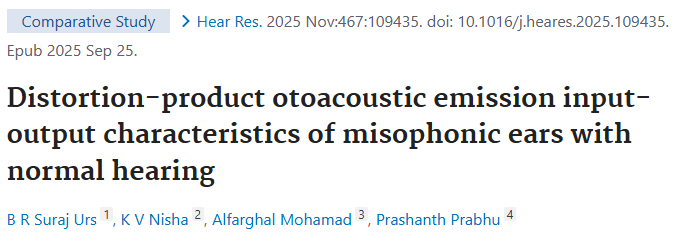 Comparative Study > Hear Res. 2025 Nov:467:109435. doi: 10.1016/j.heares.2025.109435.
Epub 2025 Sep 25.
Distortion-product otoacoustic emission input-
output characteristics of misophonic ears with
normal hearing
B R Suraj Urs 1, K V Nisha 2, Alfarghal Mohamad 3, Prashanth Prabhu 4